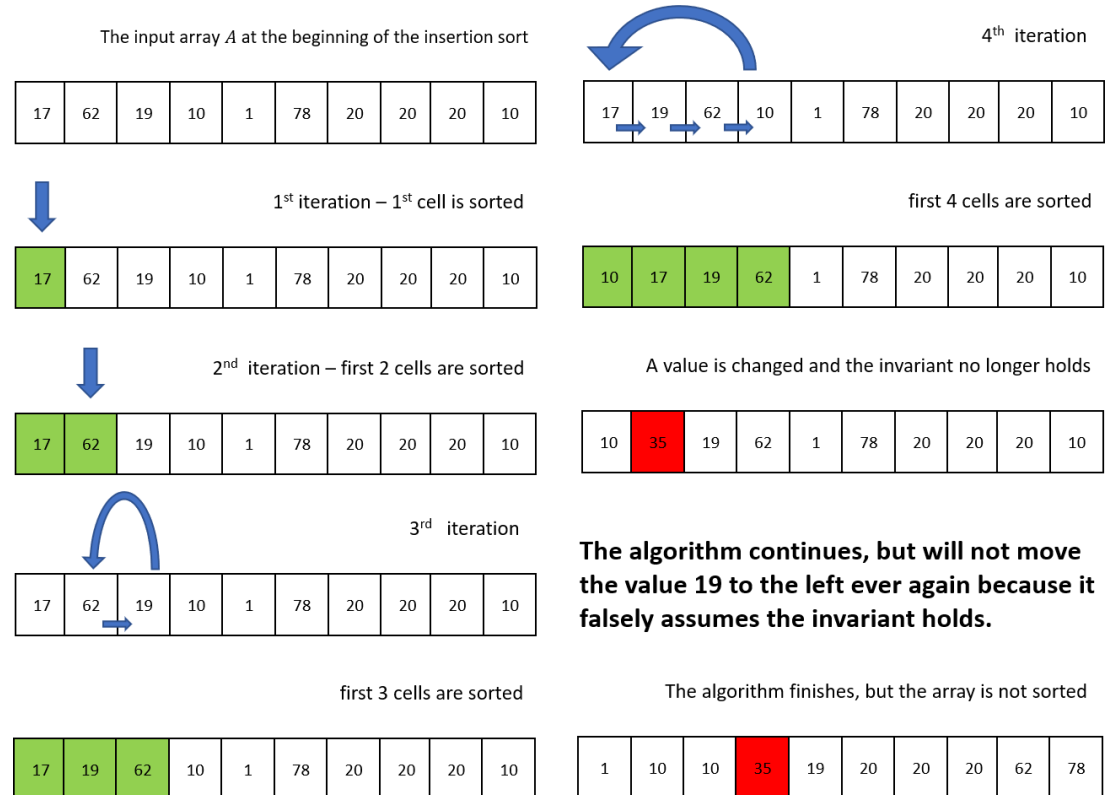 The input array A at the beginning of the insertion sort
17 62 19 10 1 78 20 20 20 10
1st iteration – 1st cell is sorted
17 62 19 10 1 78 20 20 20 10
2nd iteration – first 2 cells are sorted
17 62 19 10 1 78 20 20 20 10
3rd iteration
17 62 19 10 1 78 20 20 20 10
first 3 cells are sorted
17 19 62 10 1 78 20 20 20 10
4th iteration
17 19 62 10 1 78 20 20 20 10
first 4 cells are sorted
10 17 19 62 1 78 20 20 20 10
A value is changed and the invariant no longer holds
10 35 19 62 1 78 20 20 20 10
The algorithm continues, but will not move
the value 19 to the left ever again because it
falsely assumes the invariant holds.
The algorithm finishes, but the array is not sorted
1 10 10 35 19 20 20 20 62 78